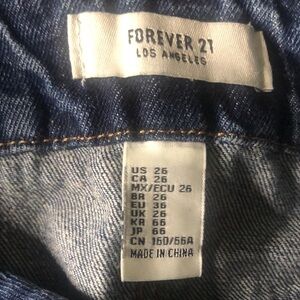 FOREVER 21
LOS ANGELES
US 26
CA 26
MX/ECU 26
BR 26
EU 36
UK 26
KR 66
JP 66
CN 160/66A
MADE IN CHINA